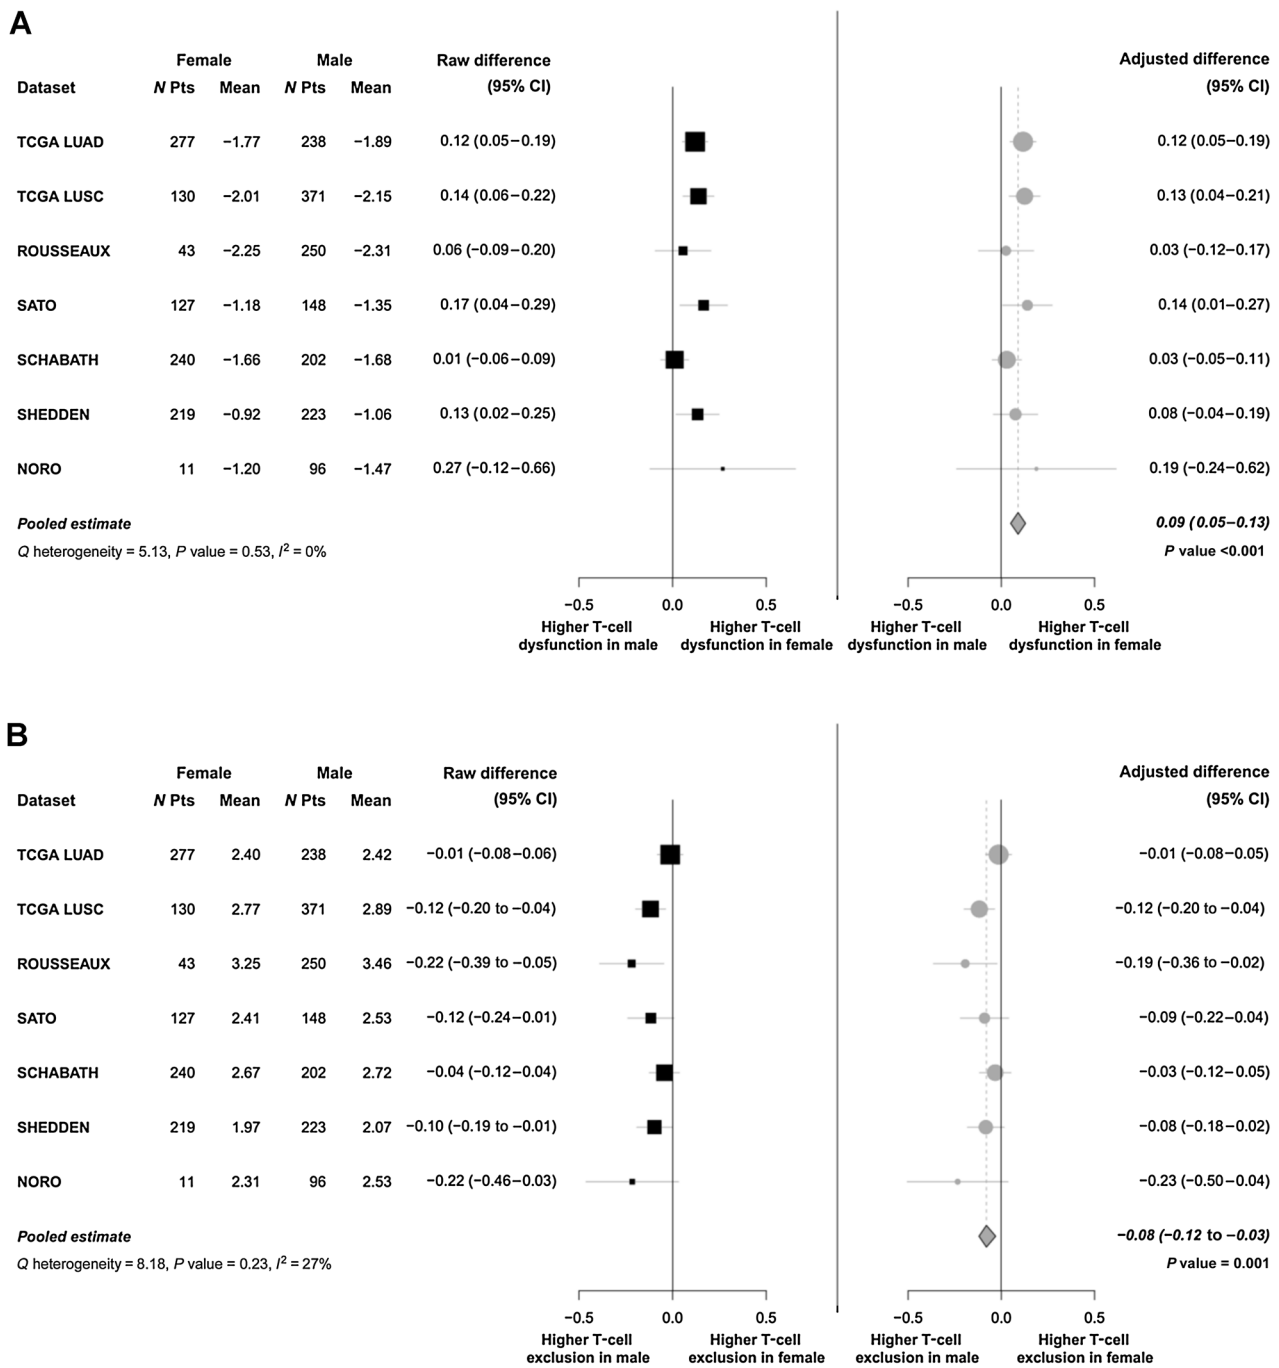 A
Female Male Raw difference Adjusted difference
Dataset N Pts Mean N Pts Mean (95% CI) (95% CI)
TCGA LUAD 277 −1.77 238 −1.89 0.12 (0.05–0.19) 0.12 (0.05–0.19)
TCGA LUSC 130 −2.01 371 −2.15 0.14 (0.06–0.22) 0.13 (0.04–0.21)
ROUSSEAUX 43 −2.25 250 −2.31 0.06 (−0.09–0.20) 0.03 (−0.12–0.17)
SATO 127 −1.18 148 −1.35 0.17 (0.04–0.29) 0.14 (0.01–0.27)
SCHABATH 240 −1.66 202 −1.68 0.01 (−0.06–0.09) 0.03 (−0.05–0.11)
SHEDDEN 219 −0.92 223 −1.06 0.13 (0.02–0.25) 0.08 (−0.04–0.19)
NORO 11 −1.20 96 −1.47 0.27 (−0.12–0.66) 0.19 (−0.24–0.62)
Pooled estimate 0.09 (0.05–0.13)
Q heterogeneity = 5.13, P value = 0.53, I² = 0% P value <0.001
−0.5 0.0 0.5 −0.5 0.0 0.5
Higher T-cell Higher T-cell Higher T-cell Higher T-cell
dysfunction in male dysfunction in female dysfunction in male dysfunction in female
B
Female Male Raw difference Adjusted difference
Dataset N Pts Mean N Pts Mean (95% CI) (95% CI)
TCGA LUAD 277 2.40 238 2.42 −0.01 (−0.08–0.06) −0.01 (−0.08–0.05)
TCGA LUSC 130 2.77 371 2.89 −0.12 (−0.20 to −0.04) −0.12 (−0.20 to −0.04)
ROUSSEAUX 43 3.25 250 3.46 −0.22 (−0.39 to −0.05) −0.19 (−0.36 to −0.02)
SATO 127 2.41 148 2.53 −0.12 (−0.24–0.01) −0.09 (−0.22–0.04)
SCHABATH 240 2.67 202 2.72 −0.04 (−0.12–0.04) −0.03 (−0.12–0.05)
SHEDDEN 219 1.97 223 2.07 −0.10 (−0.19 to −0.01) −0.08 (−0.18–0.02)
NORO 11 2.31 96 2.53 −0.22 (−0.46–0.03) −0.23 (−0.50–0.04)
Pooled estimate −0.08 (−0.12 to −0.03)
Q heterogeneity = 8.18, P value = 0.23, I² = 27% P value = 0.001
−0.5 0.0 0.5 −0.5 0.0 0.5
Higher T-cell Higher T-cell Higher T-cell Higher T-cell
exclusion in male exclusion in female exclusion in male exclusion in female